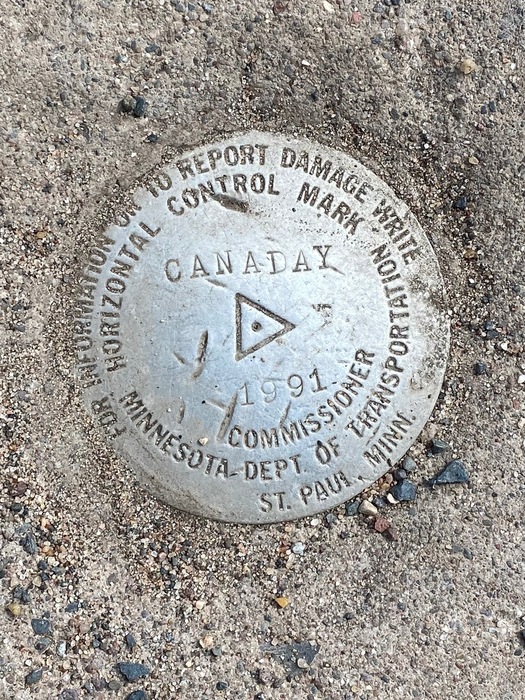 FOR INFORMATION OR TO REPORT DAMAGE WRITE
HORIZONTAL CONTROL MARK
CANADAY
1991
COMMISSIONER
MINNESOTA DEPT OF TRANSPORTATION
ST. PAUL, MINN.